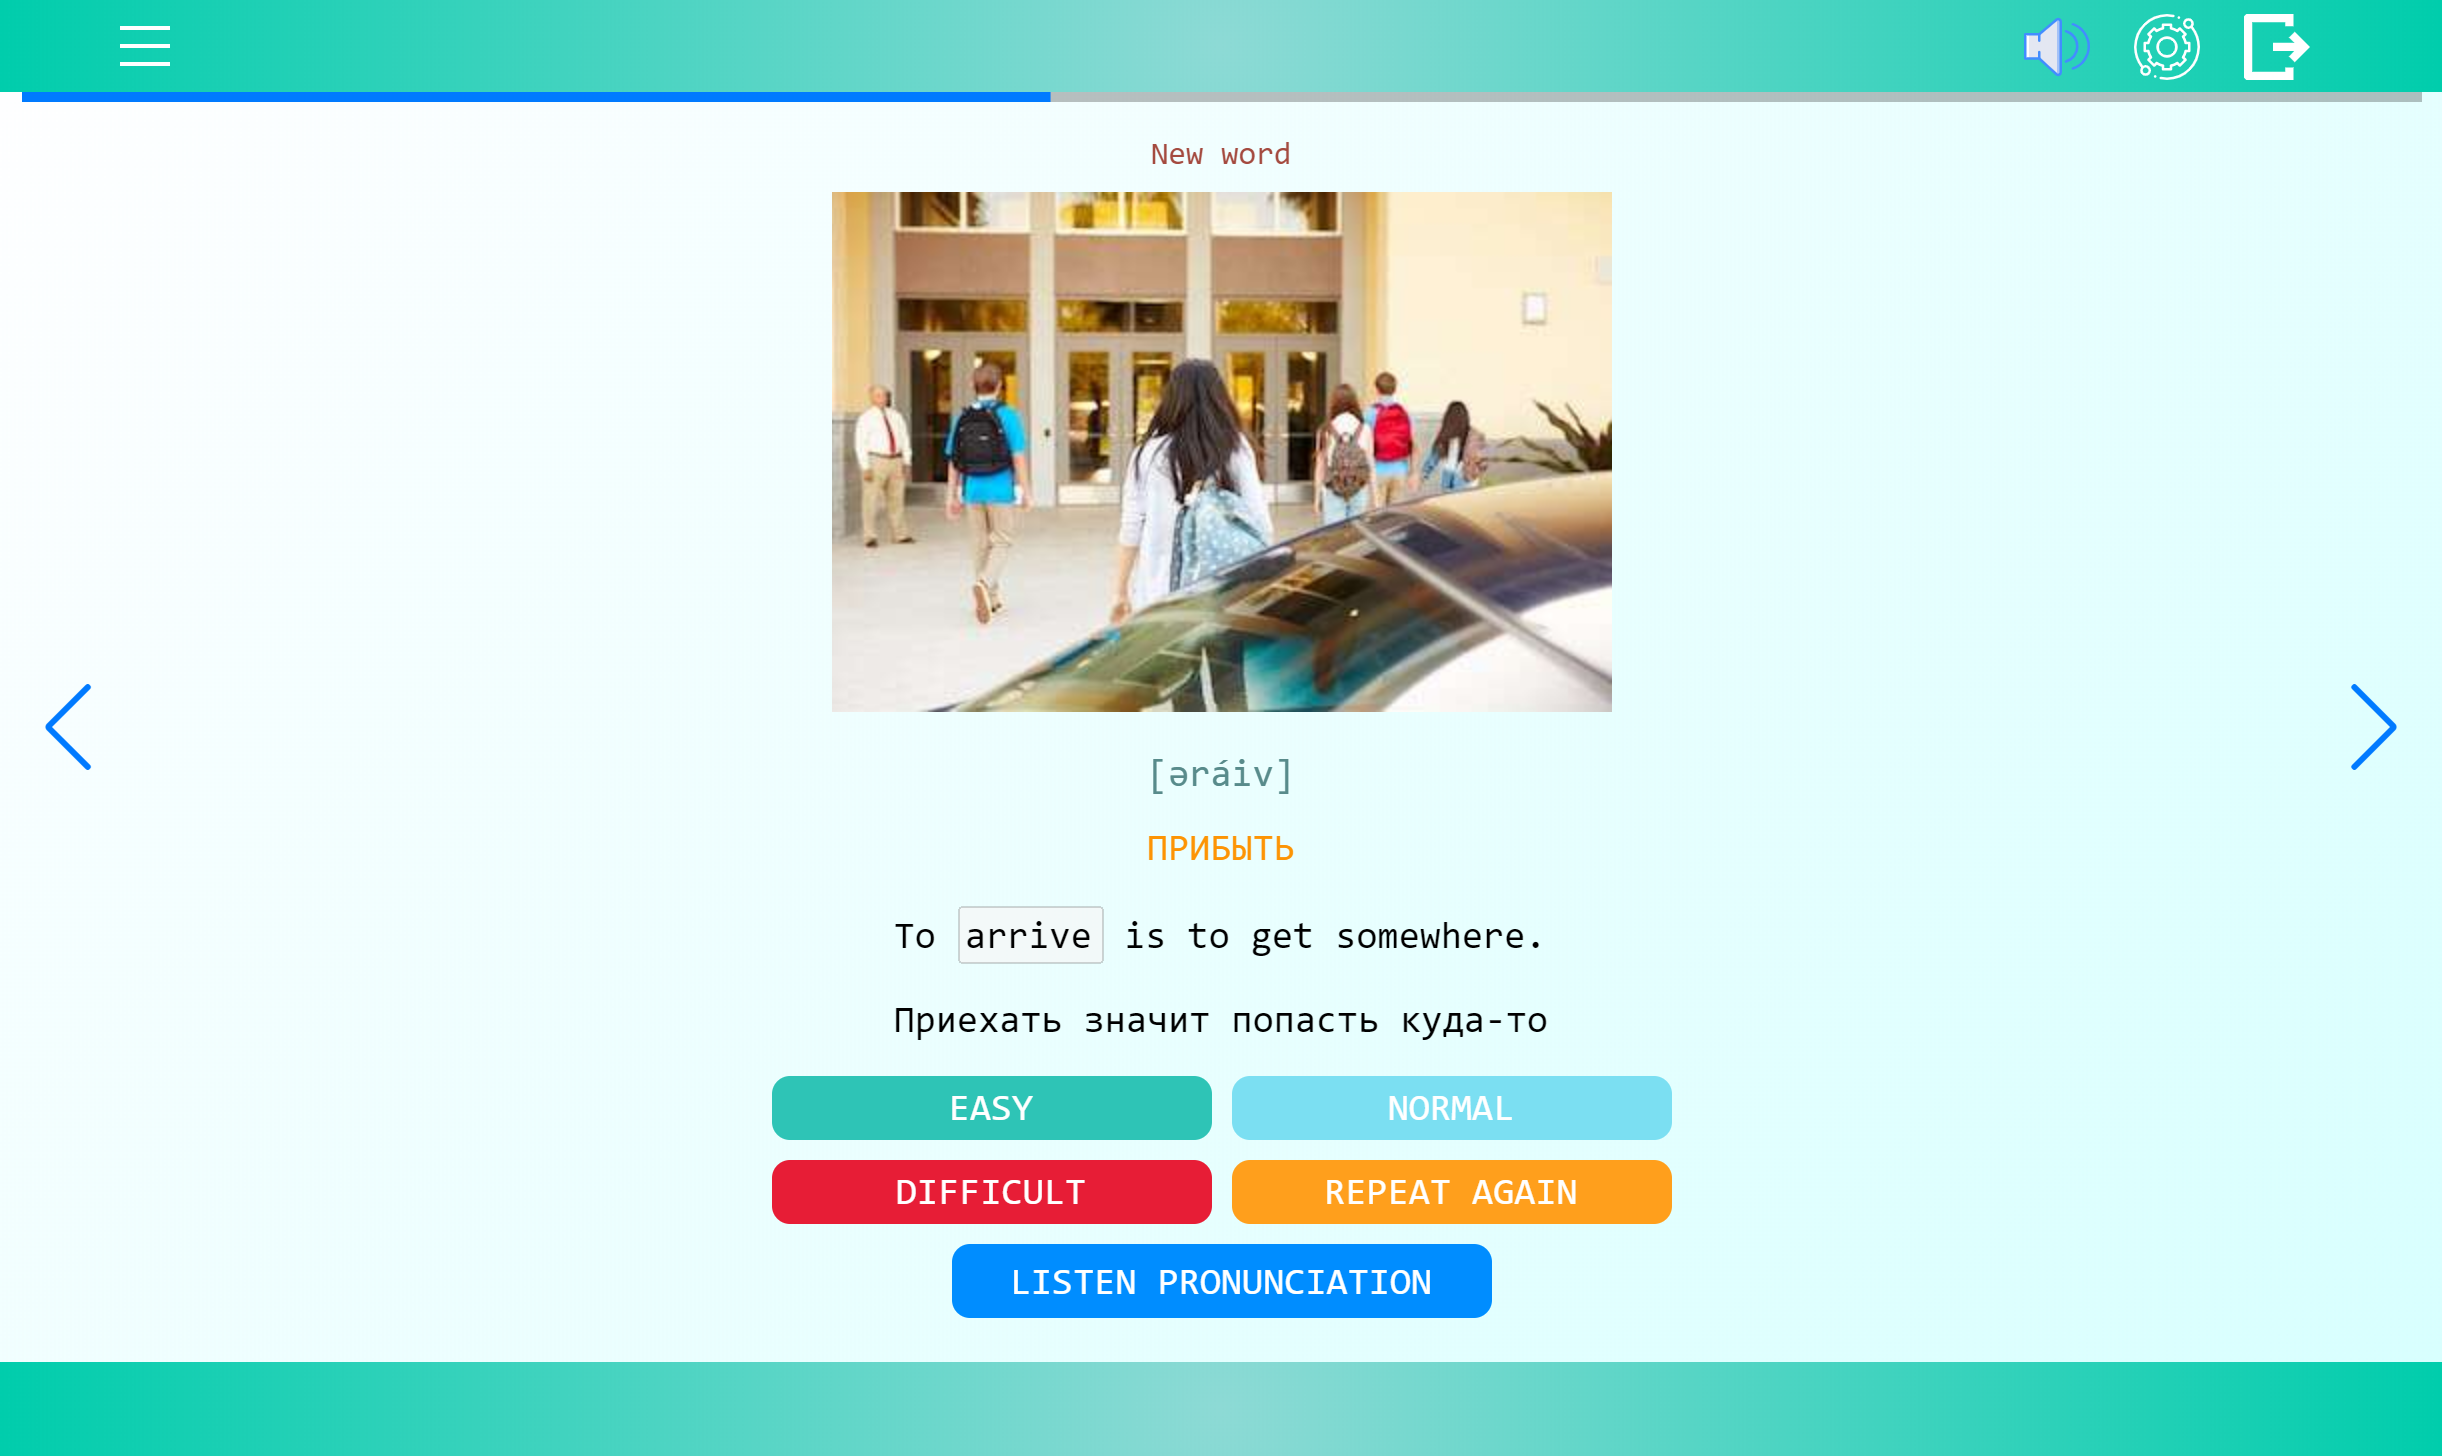 New word
[əráiv]
ПРИБЫТЬ
To arrive is to get somewhere.
Приехать значит попасть куда-то
EASY
NORMAL
DIFFICULT
REPEAT AGAIN
LISTEN PRONUNCIATION